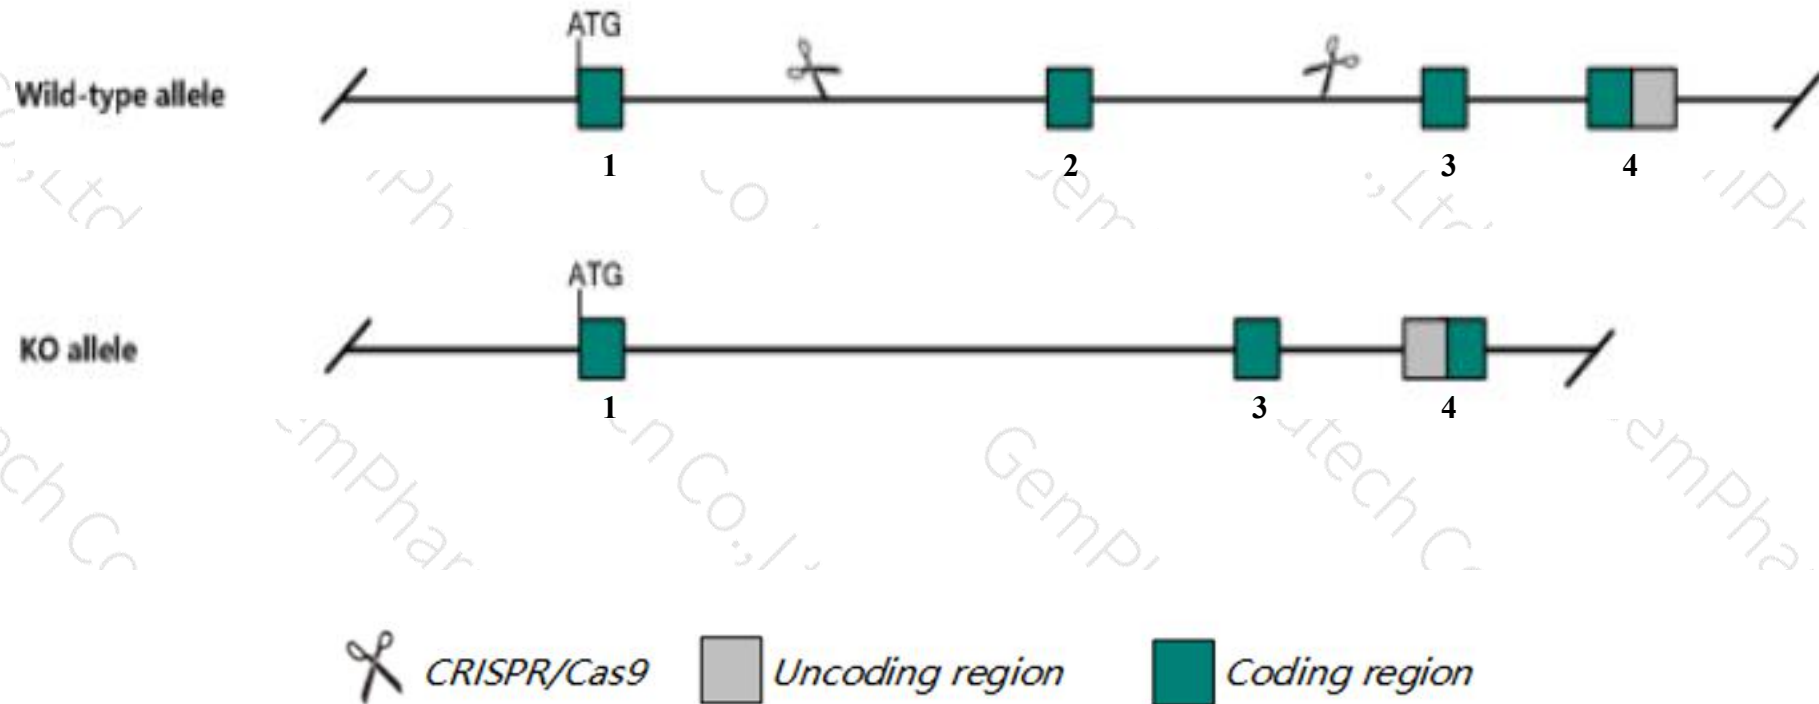 ATG
Wild-type allele
1 2 3 4
ATG
KO allele
1 3 4
CRISPR/Cas9 Uncoding region Coding region